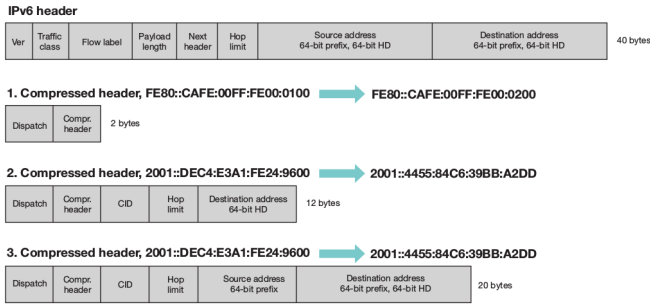 IPv6 header
Ver
Traffic
class
Flow label
Payload
length
Next
header
Hop
limit
Source address
64-bit prefix, 64-bit HD
Destination address
64-bit prefix, 64-bit HD
40 bytes
1. Compressed header, FE80::CAFE:00FF:FE00:0100 FE80::CAFE:00FF:FE00:0200
Dispatch
Compr.
header
2 bytes
2. Compressed header, 2001::DEC4:E3A1:FE24:9600 2001::4455:84C6:39BB:A2DD
Dispatch
Compr.
header
CID
Hop
limit
Destination address
64-bit HD
12 bytes
3. Compressed header, 2001::DEC4:E3A1:FE24:9600 2001::4455:84C6:39BB:A2DD
Dispatch
Compr.
header
CID
Hop
limit
Source address
64-bit prefix
Destination address
64-bit prefix, 64-bit HD
20 bytes